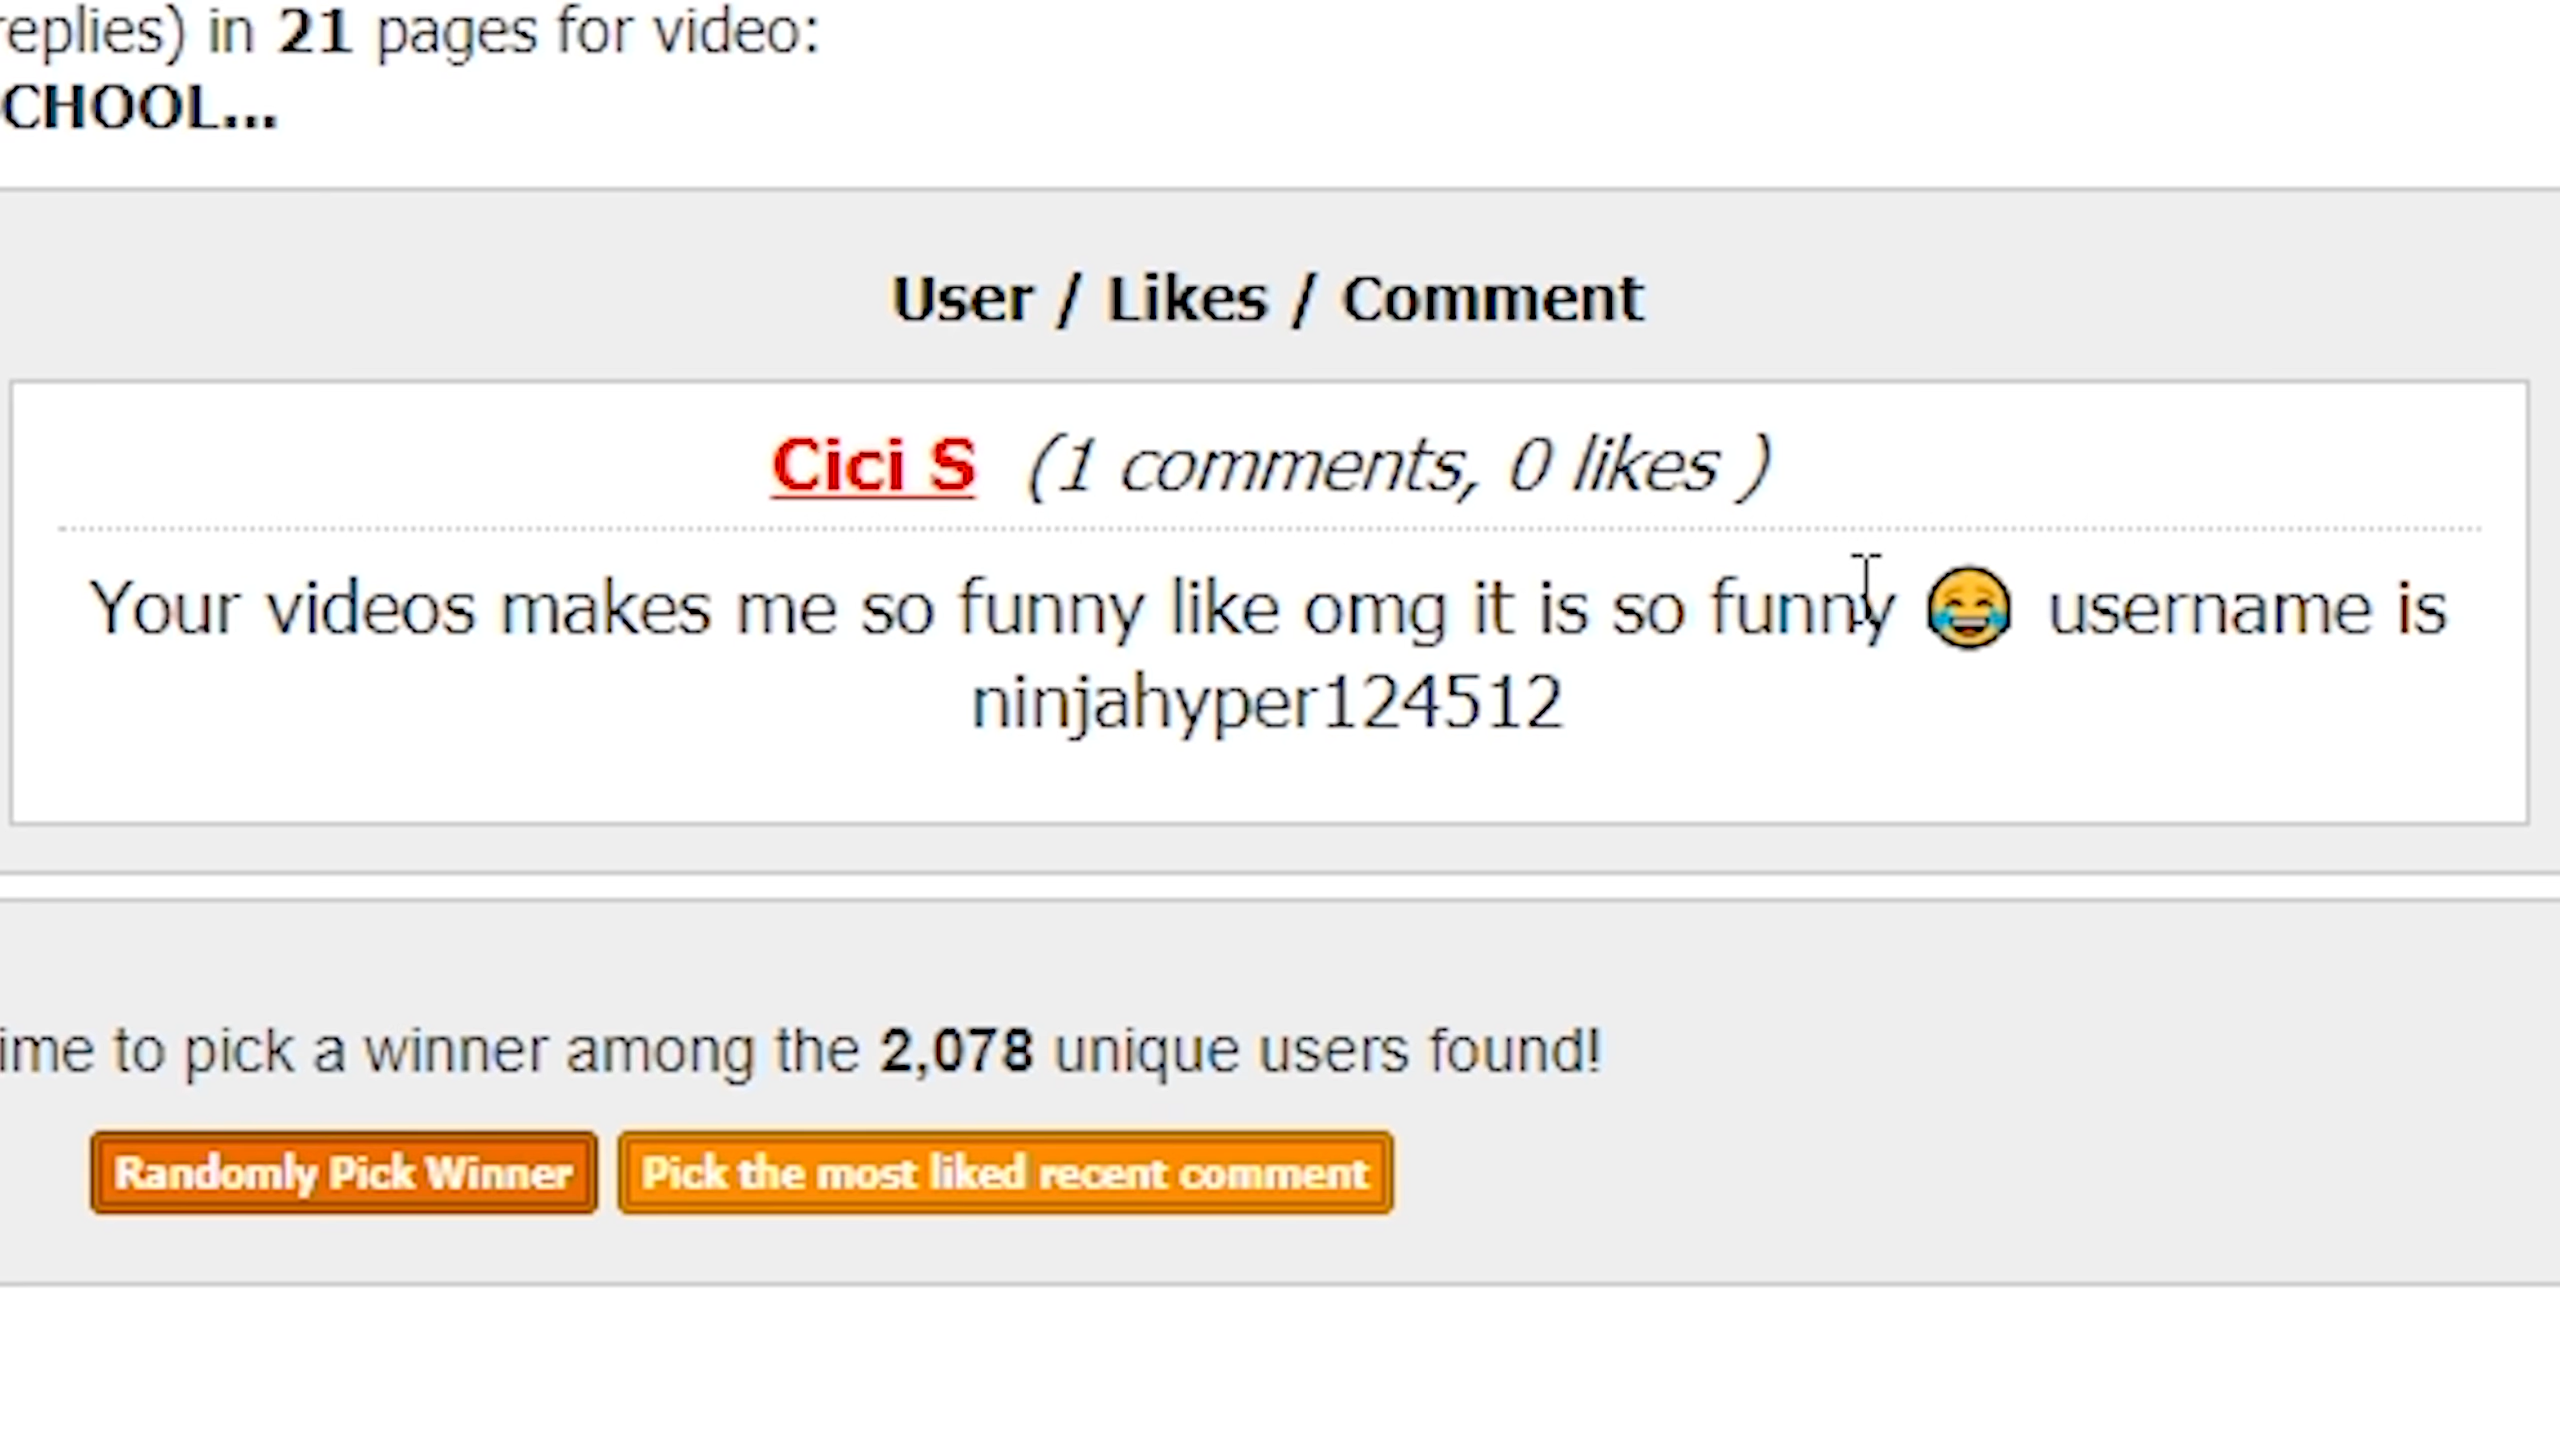 replies) in 21 pages for video:
CHOOL...
User / Likes / Comment
Cici S (1 comments, 0 likes )
Your videos makes me so funny like omg it is so funny 😂 username is
ninjahyper124512
ime to pick a winner among the 2,078 unique users found!
Randomly Pick Winner
Pick the most liked recent comment